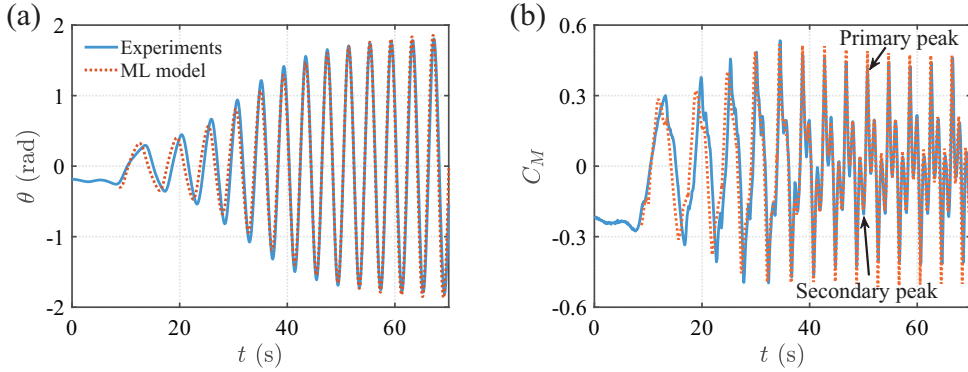 (a)
2
1
0
-1
-2
θ (rad)
Experiments
ML model
0
20
40
60
t (s)
(b)
0.6
0.3
0
-0.3
-0.6
C_M
Primary peak
Secondary peak
0
20
40
60
t (s)